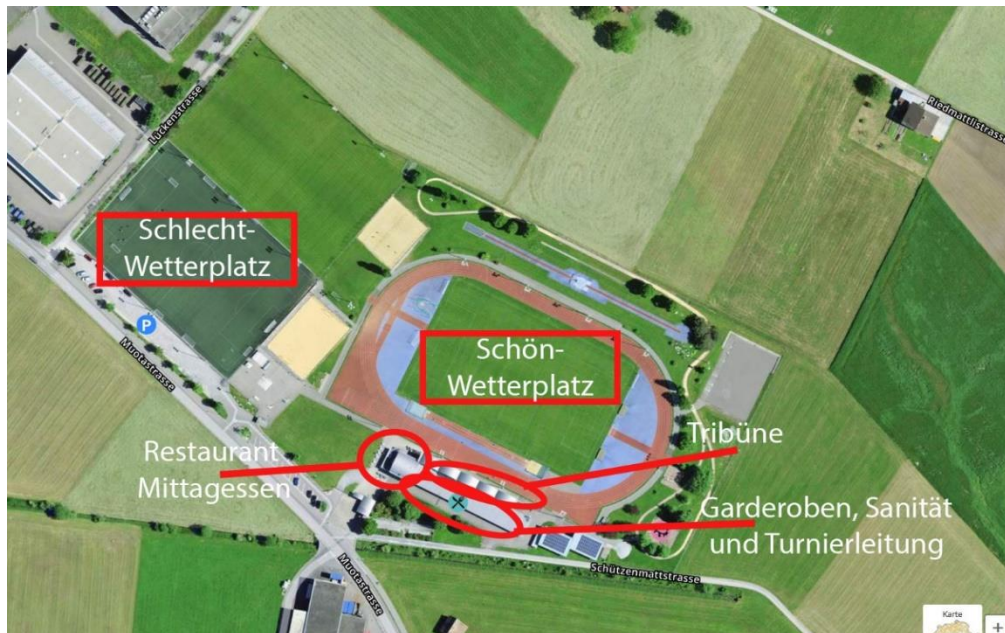 Lückenstrasse
Riedmattlistrasse
Schlecht-
Wetterplatz
P
Muotastrasse
Schön-
Wetterplatz
Restaurant
Mittagessen
Tribüne
Garderoben, Sanität
und Turnierleitung
Muotastrasse
Schützenmattstrasse
Karte
+